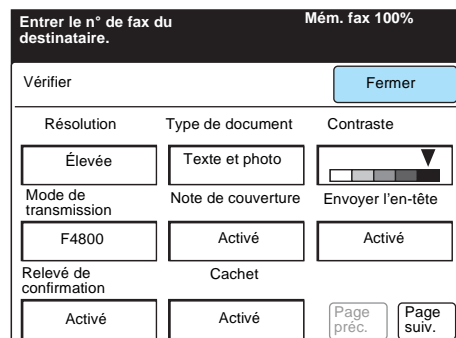 Entrer le n° de fax du
destinataire.
Mém. fax 100%
Vérifier
Fermer
Résolution
Type de document
Contraste
Élevée
Texte et photo
Mode de
transmission
Note de couverture
Envoyer l'en-tête
F4800
Activé
Activé
Relevé de
confirmation
Cachet
Activé
Activé
Page
préc.
Page
suiv.